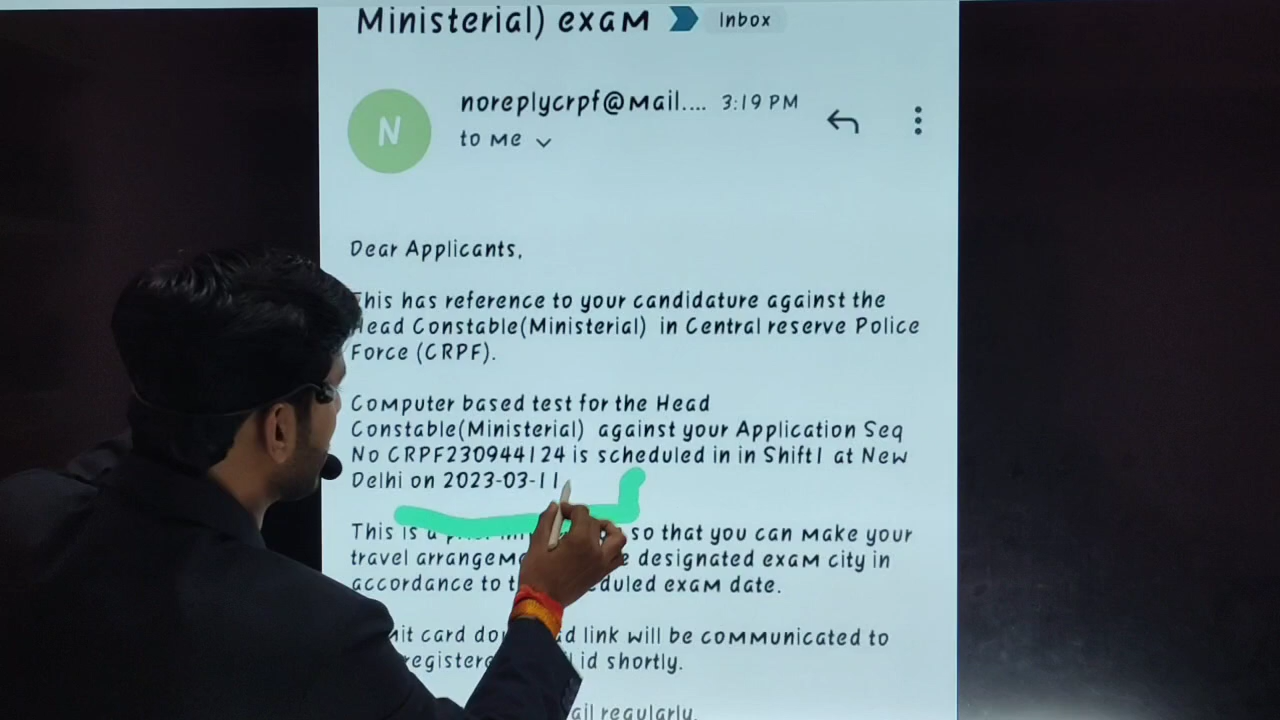 Ministerial) exam Inbox
N
noreplycrpf@mail.... 3:19 PM
to me
Dear Applicants,
This has reference to your candidature against the
Head Constable(Ministerial) in Central reserve Police
Force (CRPF).
Computer based test for the Head
Constable(Ministerial) against your Application Seq
No CRPF230944124 is scheduled in in Shift1 at New
Delhi on 2023-03-11
This is a so that you can make your
travel designated exam city in
accordance to exam date.
card link will be communicated to
id shortly.
regularly.